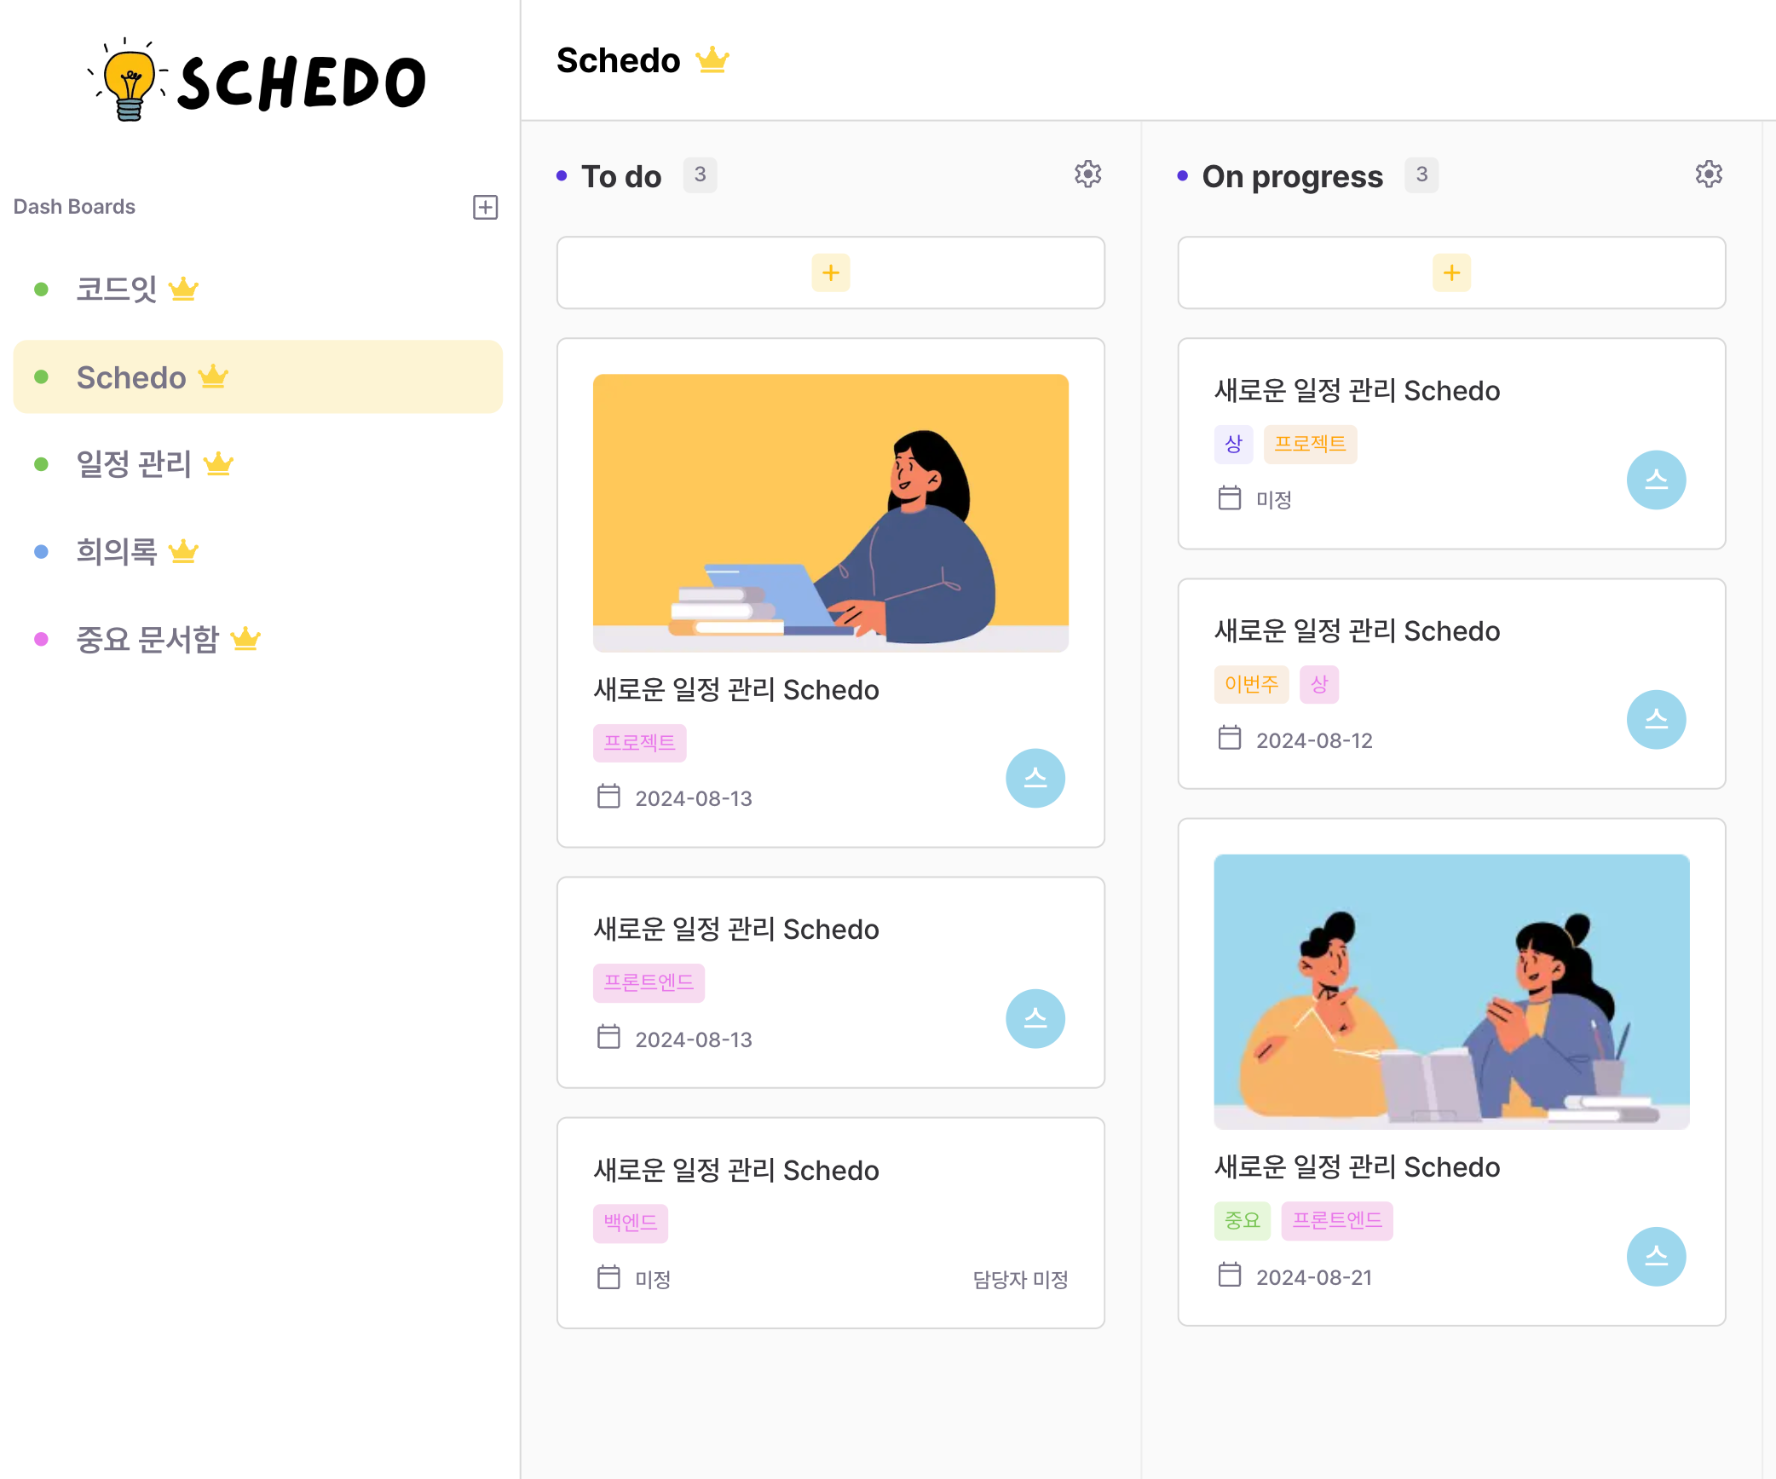 SCHEDO
Dash Boards
코드잇
Schedo
일정 관리
희의록
중요 문서함
Schedo
To do 3
새로운 일정 관리 Schedo
프로젝트
2024-08-13
스
새로운 일정 관리 Schedo
프론트엔드
2024-08-13
스
새로운 일정 관리 Schedo
백엔드
미정 담당자 미정
On progress 3
새로운 일정 관리 Schedo
상 프로젝트
미정
스
새로운 일정 관리 Schedo
이번주 상
2024-08-12
스
새로운 일정 관리 Schedo
중요 프론트엔드
2024-08-21
스